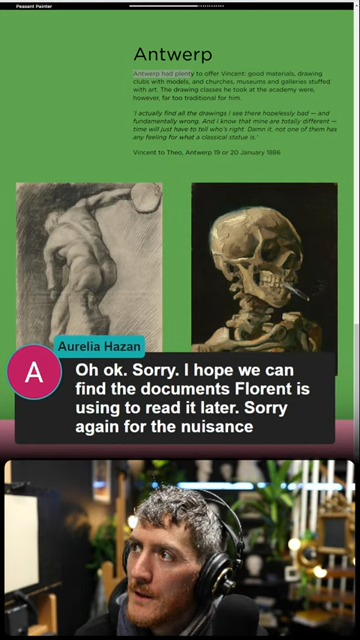 Peasant Painter
Antwerp
Antwerp had plenty to offer Vincent: good materials, drawing
clubs with models, and churches, museums and galleries stuffed
with art. The drawing classes he took at the academy were,
however, far too traditional for him.
'I actually find all the drawings I see there hopelessly bad — and
fundamentally wrong. And I know that mine are totally different —
time will just have to tell who's right. Damn it, not one of them has
any feeling for what a classical statue is.'
Vincent to Theo, Antwerp 19 or 20 January 1886
Aurelia Hazan
A
Oh ok. Sorry. I hope we can
find the documents Florent is
using to read it later. Sorry
again for the nuisance